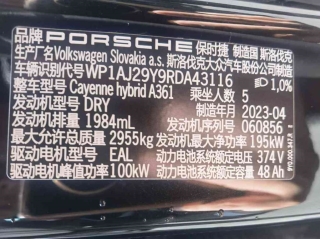 品牌 PORSCHE 保时捷 制造国 斯洛伐克
生产厂名Volkswagen Slovakia a.s. 斯洛伐克大众汽车股份公司制造
车辆识别代号WP1AJ29Y9RDA43116 1,0%
整车型号 Cayenne hybrid A361 乘坐人数 5
发动机型号 DRY 制造年月 2023-04
发动机排量 1984mL 发动机序列号 060856
最大允许总质量 2955kg 发动机最大净功率 195kW
驱动电机型号 EAL 动力电池系统额定电压 374V
驱动电机峰值功率 100kW 动力电池系统额定容量 48Ah